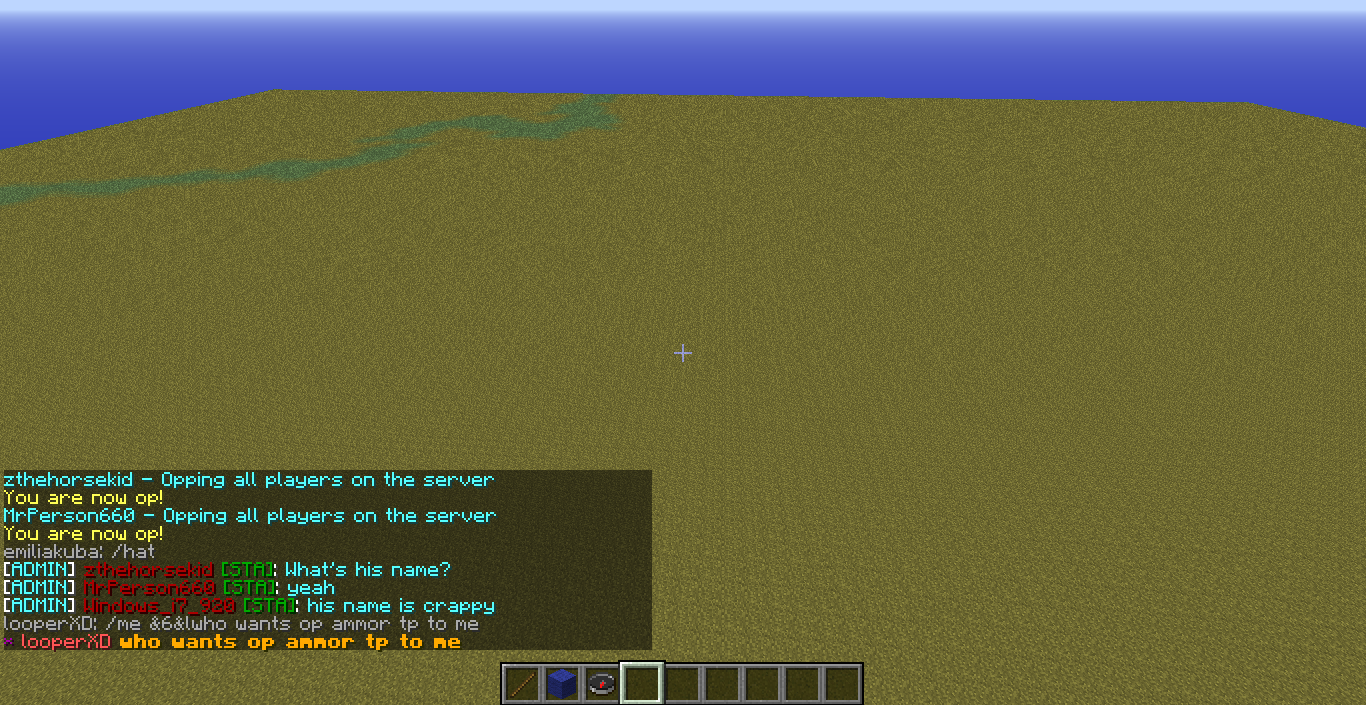 zthehorsekid - Opping all players on the server
You are now op!
MrPerson660 - Opping all players on the server
You are now op!
emiliakuba: /hat
[ADMIN] zthehorsekid [STA]: What's his name?
[ADMIN] MrPerson660 [STA]: yeah
[ADMIN] Windows_i7_920 [STA]: his name is crappy
looperXD: /me &6&lwho wants op ammor tp to me
* looperXD who wants op ammor tp to me